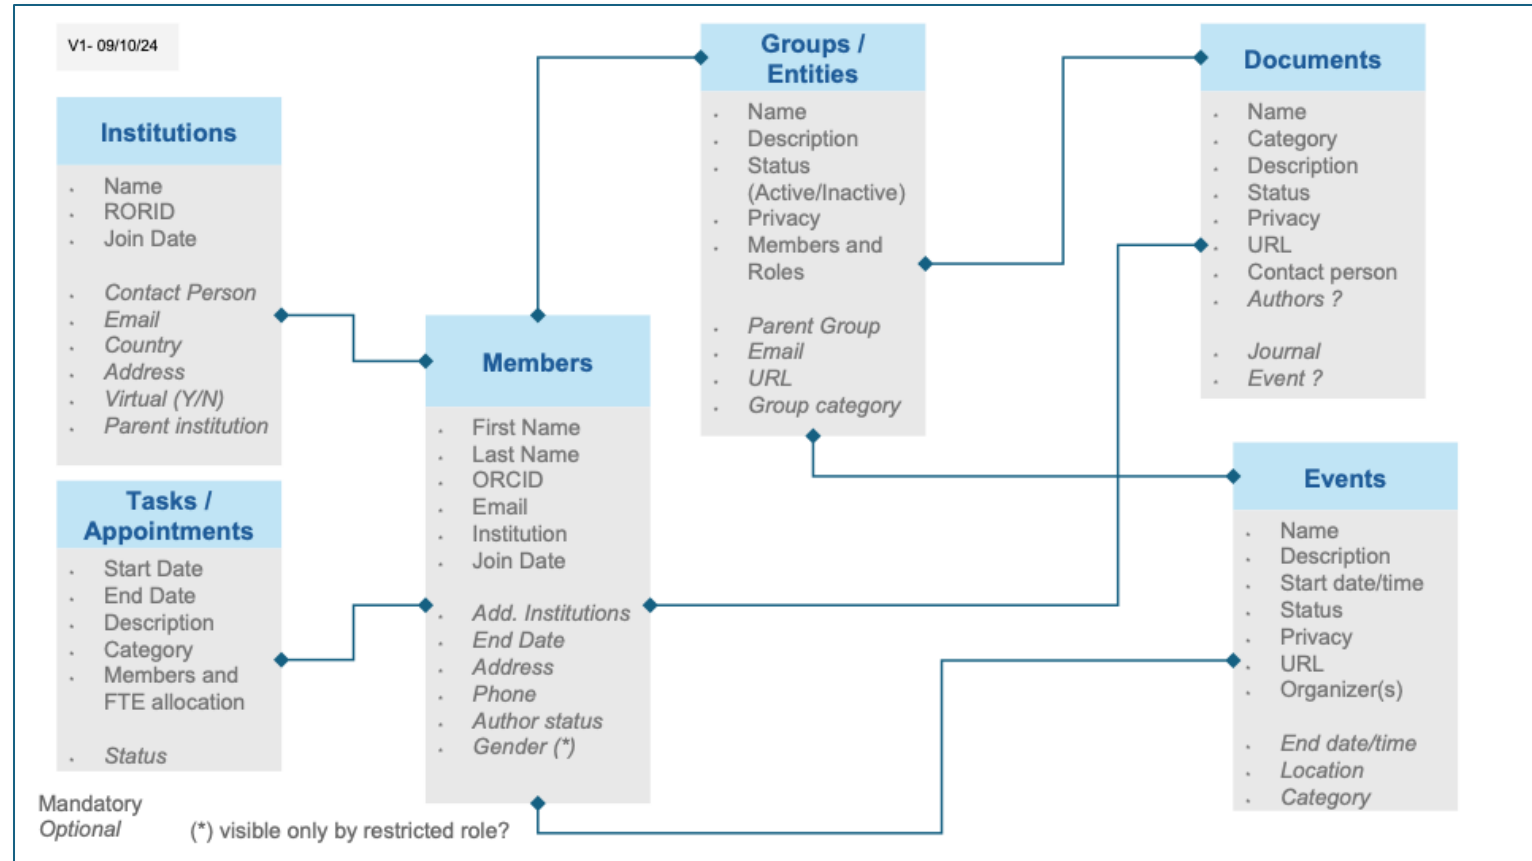 V1- 09/10/24
Institutions
Name
RORID
Join Date
Contact Person
Email
Country
Address
Virtual (Y/N)
Parent institution
Tasks /
Appointments
Start Date
End Date
Description
Category
Members and
FTE allocation
Status
Members
First Name
Last Name
ORCID
Email
Institution
Join Date
Add. Institutions
End Date
Address
Phone
Author status
Gender (*)
Groups /
Entities
Name
Description
Status
(Active/Inactive)
Privacy
Members and
Roles
Parent Group
Email
URL
Group category
Documents
Name
Category
Description
Status
Privacy
URL
Contact person
Authors ?
Journal
Event ?
Events
Name
Description
Start date/time
Status
Privacy
URL
Organizer(s)
End date/time
Location
Category
Mandatory
Optional
(*) visible only by restricted role?